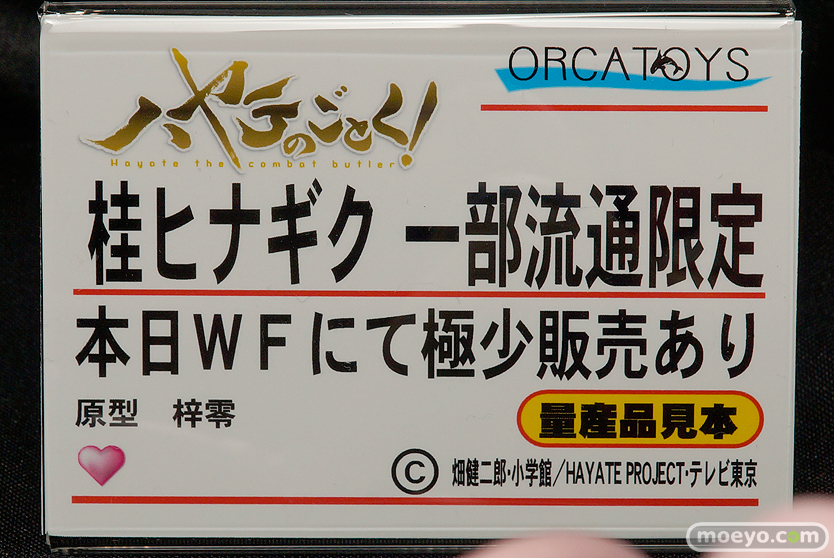 ORCATOYS
ハヤテのごとく!
Hayate the combat butler
桂ヒナギク 一部流通限定
本日WFにて極少販売あり
原型 梓零
量産品見本
©畑健二郎・小学館/HAYATE PROJECT・テレビ東京
moeyo.com